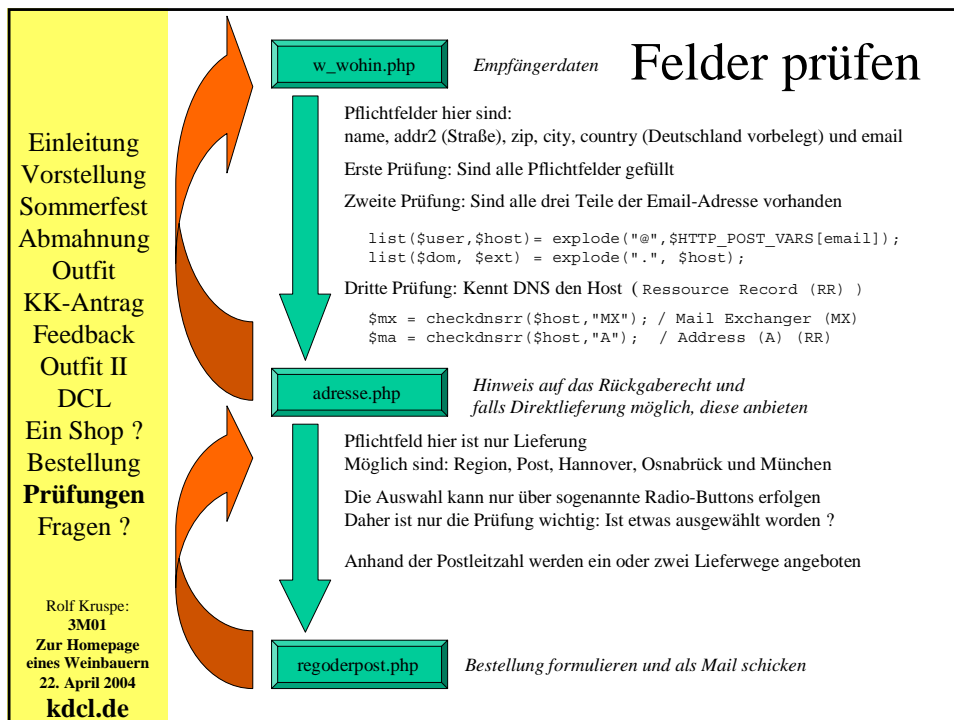 Felder prüfen
w_wohin.php
Empfängerdaten
Pflichtfelder hier sind:
name, addr2 (Straße), zip, city, country (Deutschland vorbelegt) und email
Erste Prüfung: Sind alle Pflichtfelder gefüllt
Zweite Prüfung: Sind alle drei Teile der Email-Adresse vorhanden
list($user,$host)= explode("@",$HTTP_POST_VARS[email]);
list($dom, $ext) = explode(".", $host);
Dritte Prüfung: Kennt DNS den Host ( Ressource Record (RR) )
$mx = checkdnsrr($host,"MX"); / Mail Exchanger (MX)
$ma = checkdnsrr($host,"A"); / Address (A) (RR)
adresse.php
Hinweis auf das Rückgaberecht und
falls Direktlieferung möglich, diese anbieten
Pflichtfeld hier ist nur Lieferung
Möglich sind: Region, Post, Hannover, Osnabrück und München
Die Auswahl kann nur über sogenannte Radio-Buttons erfolgen
Daher ist nur die Prüfung wichtig: Ist etwas ausgewählt worden ?
Anhand der Postleitzahl werden ein oder zwei Lieferwege angeboten
regoderpost.php
Bestellung formulieren und als Mail schicken
Einleitung
Vorstellung
Sommerfest
Abmahnung
Outfit
KK-Antrag
Feedback
Outfit II
DCL
Ein Shop ?
Bestellung
Prüfungen
Fragen ?
Rolf Kruspe:
3M01
Zur Homepage
eines Weinbauern
22. April 2004
kdcl.de